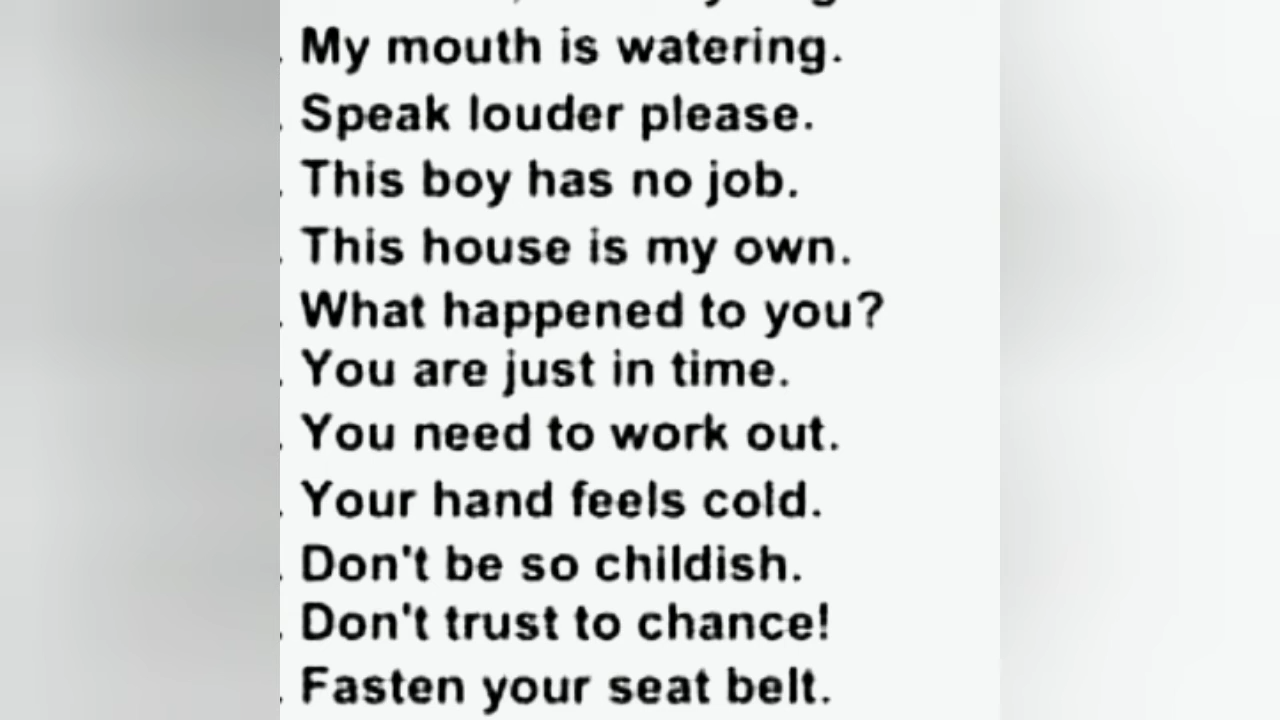 . My mouth is watering.
. Speak louder please.
. This boy has no job.
. This house is my own.
. What happened to you?
. You are just in time.
. You need to work out.
. Your hand feels cold.
. Don't be so childish.
. Don't trust to chance!
. Fasten your seat belt.